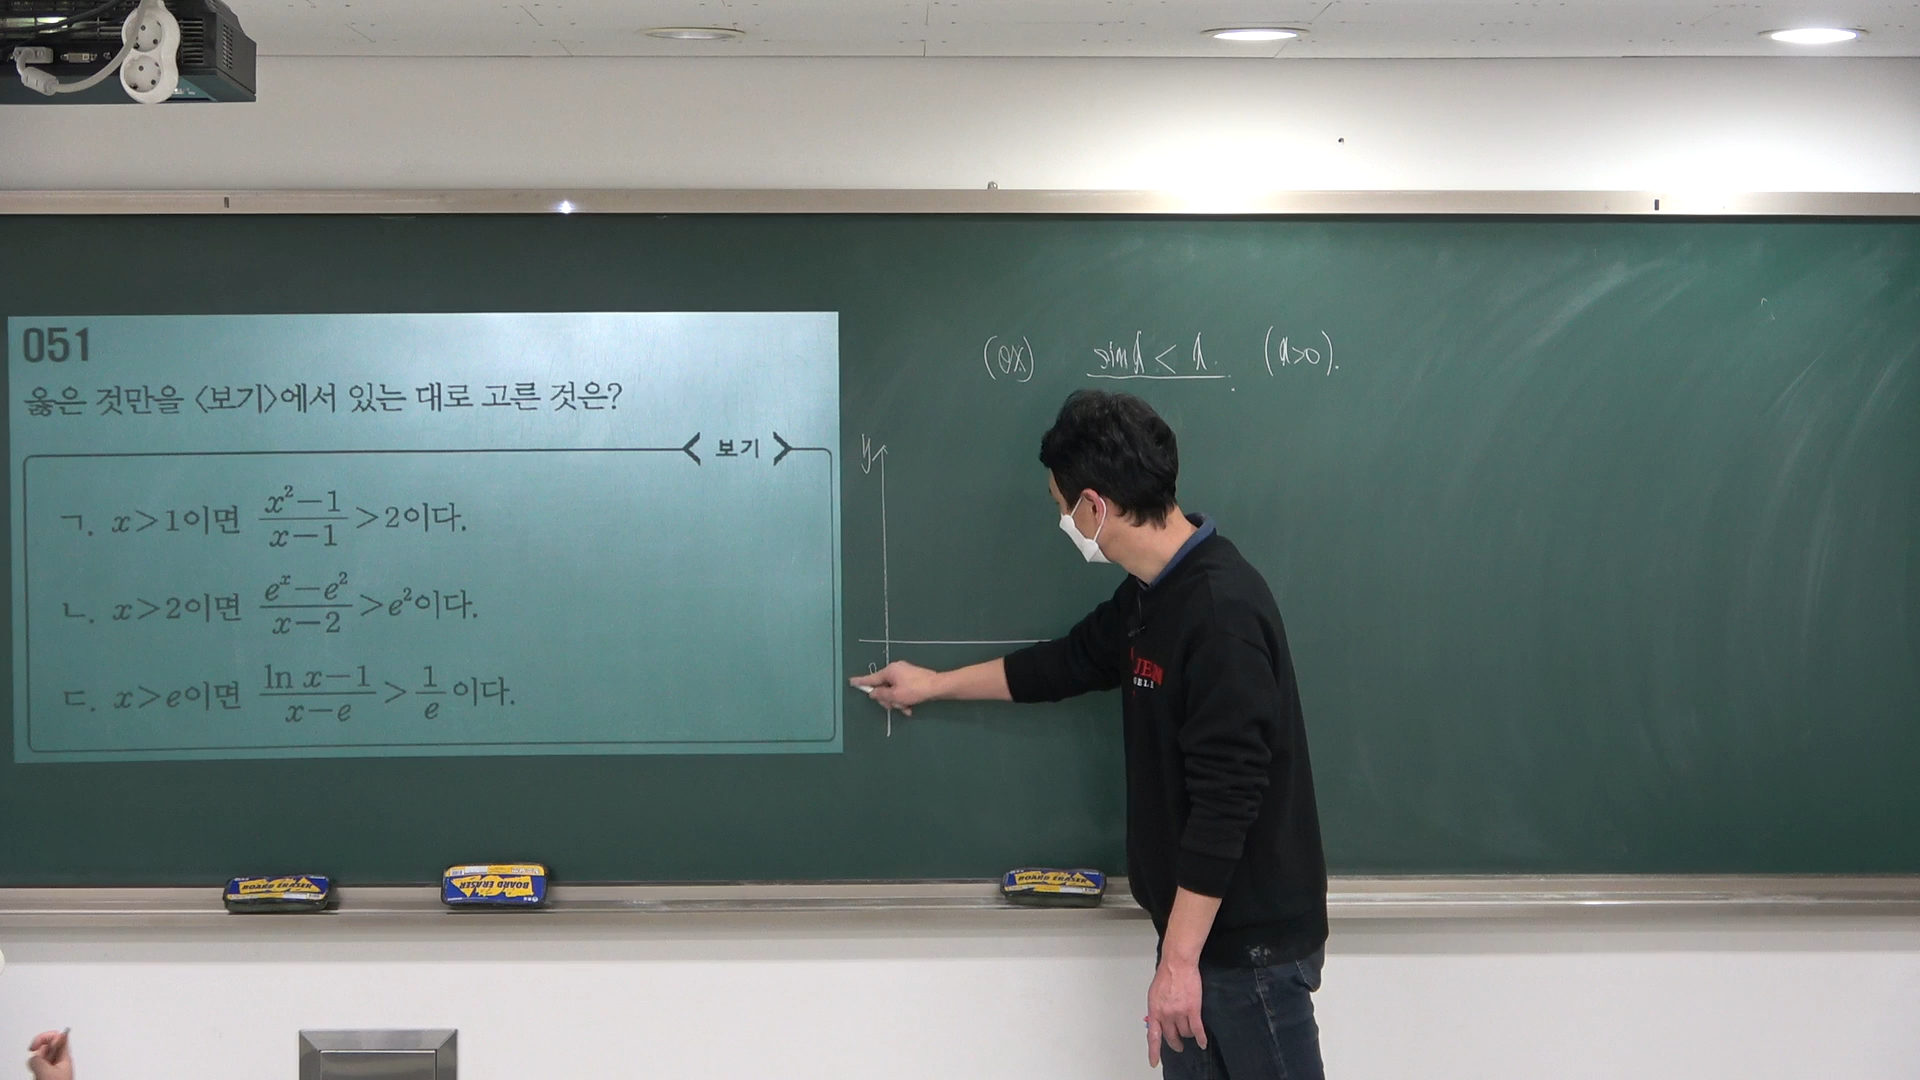 051
옳은 것만을 <보기>에서 있는 대로 고른 것은?
< 보기 >
ㄱ. x>1이면 (x²-1)/(x-1) >2이다.
ㄴ. x>2이면 (eˣ-e²)/(x-2) >e²이다.
ㄷ. x>e이면 (ln x-1)/(x-e) > 1/e 이다.
(ex) sin x < x. (x>0).
y
BOARD ERASER
BOARD ERASER
BOARD ERASER